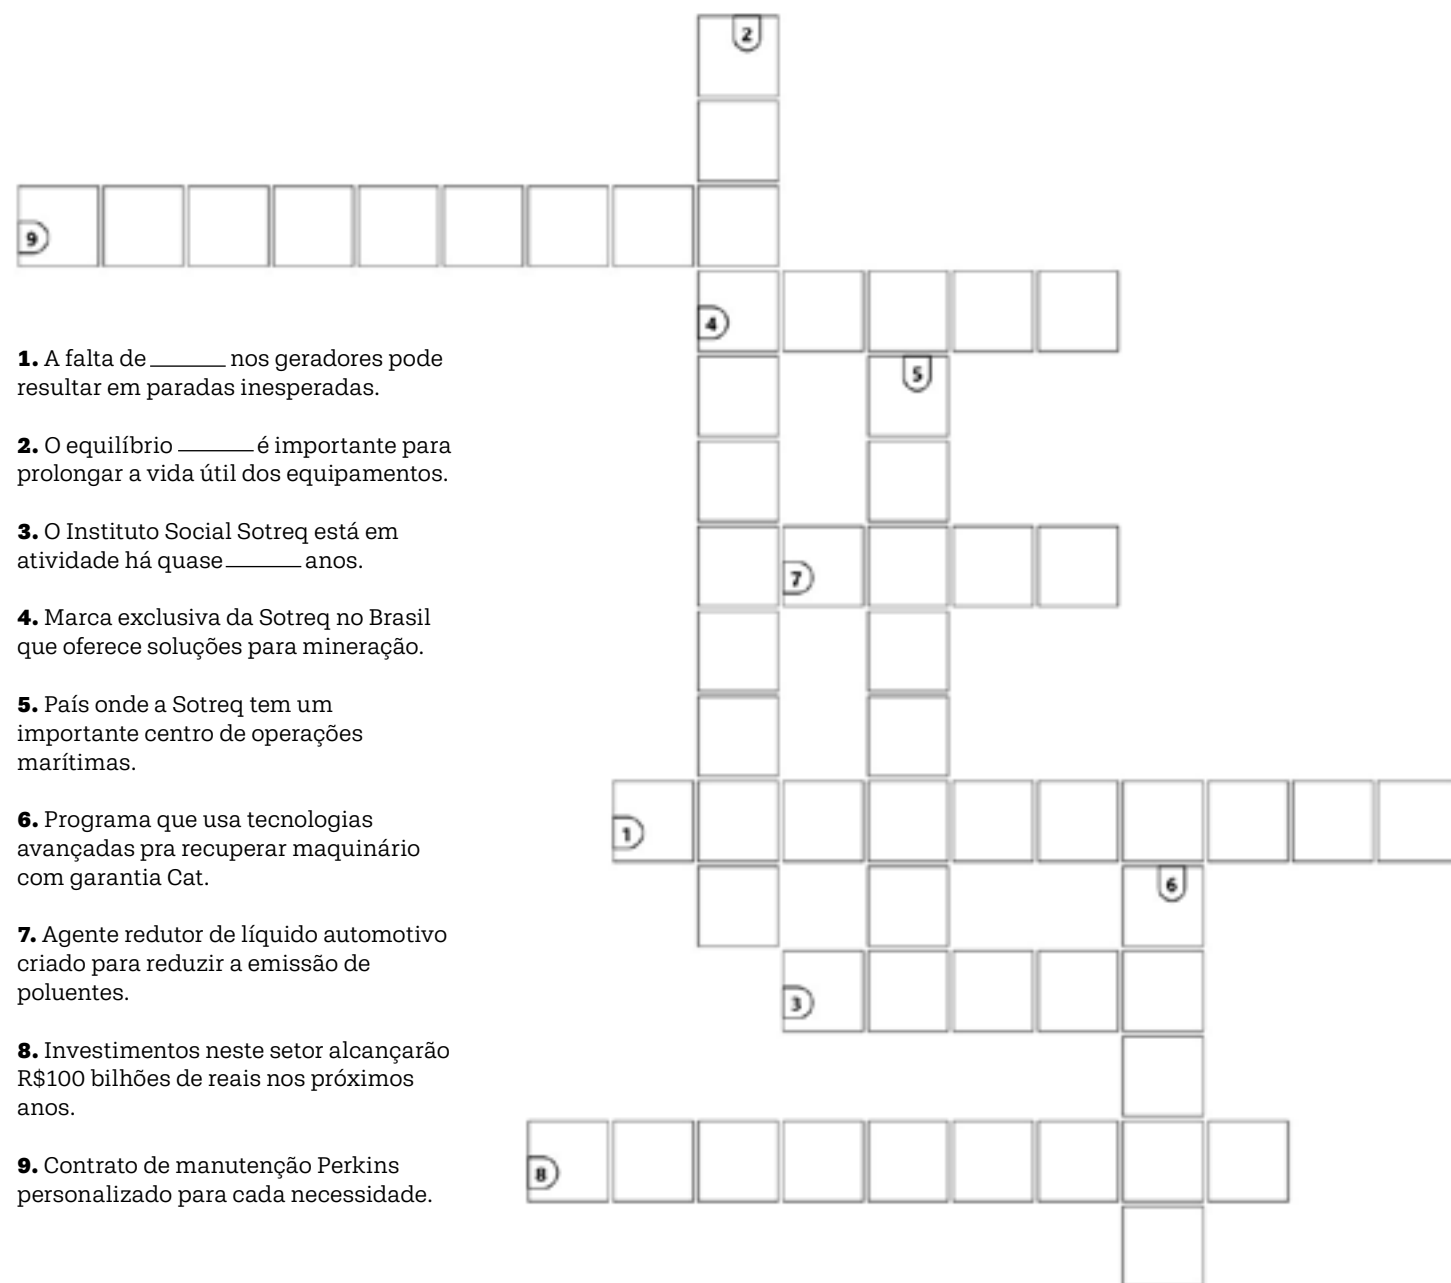 2
9
4
5
1. A falta de ______ nos geradores pode
resultar em paradas inesperadas.
2. O equilíbrio ______ é importante para
prolongar a vida útil dos equipamentos.
3. O Instituto Social Sotreq está em
atividade há quase ______ anos.
7
4. Marca exclusiva da Sotreq no Brasil
que oferece soluções para mineração.
5. País onde a Sotreq tem um
importante centro de operações
marítimas.
1
6. Programa que usa tecnologias
avançadas pra recuperar maquinário
com garantia Cat.
6
7. Agente redutor de líquido automotivo
criado para reduzir a emissão de
poluentes.
3
8. Investimentos neste setor alcançarão
R$100 bilhões de reais nos próximos
anos.
9. Contrato de manutenção Perkins
personalizado para cada necessidade.
8